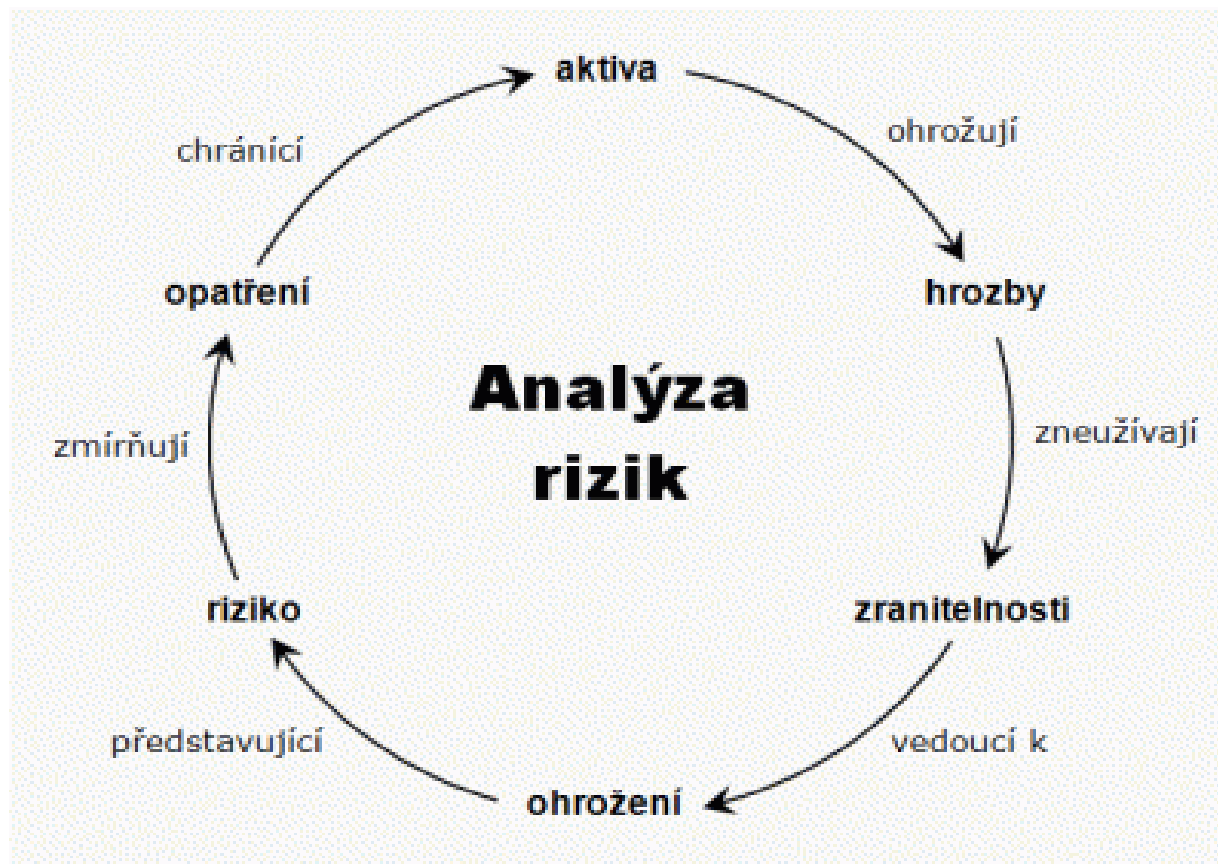 aktiva
ohrožují
hrozby
zneužívají
zranitelnosti
vedoucí k
ohrožení
představující
riziko
zmírňují
opatření
chránící
Analýza
rizik